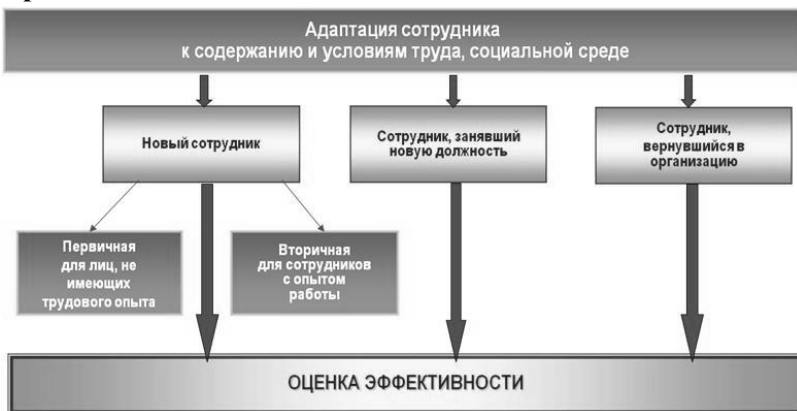 Адаптация сотрудника
к содержанию и условиям труда, социальной среде
Новый сотрудник
Сотрудник, занявший
новую должность
Сотрудник,
вернувшийся в
организацию
Первичная
для лиц, не
имеющих
трудового опыта
Вторичная
для сотрудников
с опытом
работы
ОЦЕНКА ЭФФЕКТИВНОСТИ